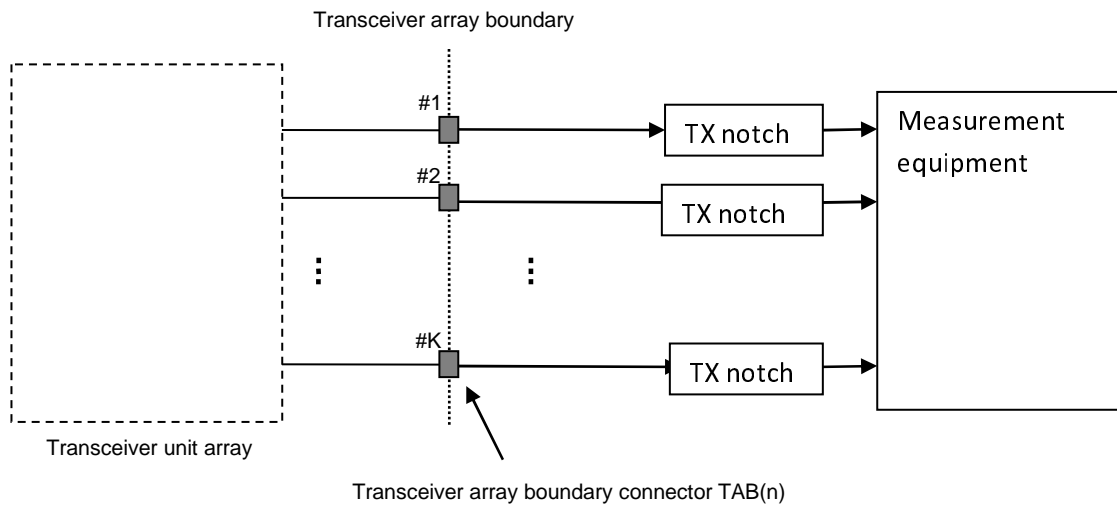 Transceiver array boundary
#1
TX notch
Measurement
equipment
#2
TX notch
#K
TX notch
Transceiver unit array
Transceiver array boundary connector TAB(n)